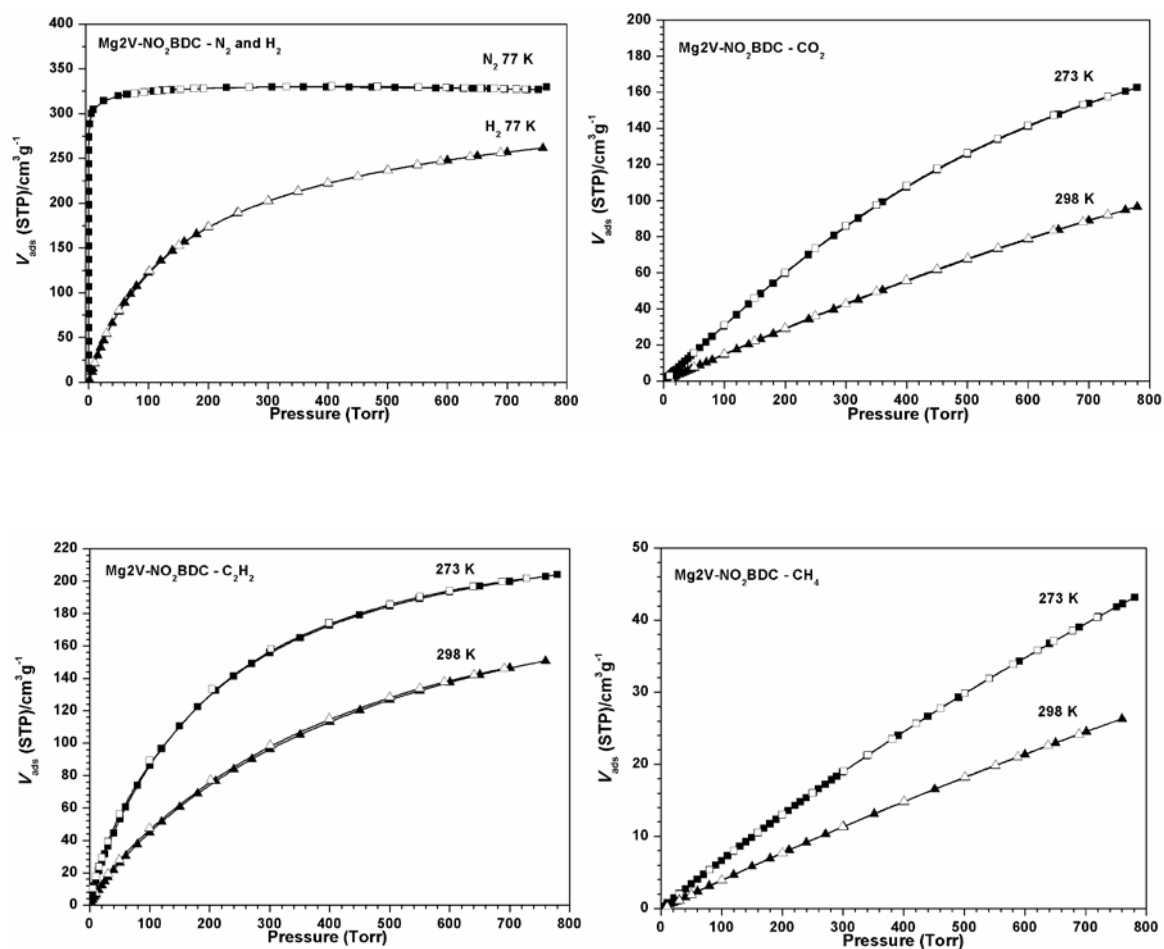 Mg2V-NO2BDC - N2 and H2
N2 77 K
H2 77 K
400
350
300
250
200
150
100
50
0
Vads (STP)/cm3g-1
0 100 200 300 400 500 600 700 800
Pressure (Torr)
Mg2V-NO2BDC - CO2
273 K
298 K
200
180
160
140
120
100
80
60
40
20
0
Vads (STP)/cm3g-1
0 100 200 300 400 500 600 700 800
Pressure (Torr)
Mg2V-NO2BDC - C2H2
273 K
298 K
220
200
180
160
140
120
100
80
60
40
20
0
Vads (STP)/cm3g-1
0 100 200 300 400 500 600 700 800
Pressure (Torr)
Mg2V-NO2BDC - CH4
273 K
298 K
50
40
30
20
10
0
Vads (STP)/cm3g-1
0 100 200 300 400 500 600 700 800
Pressure (Torr)